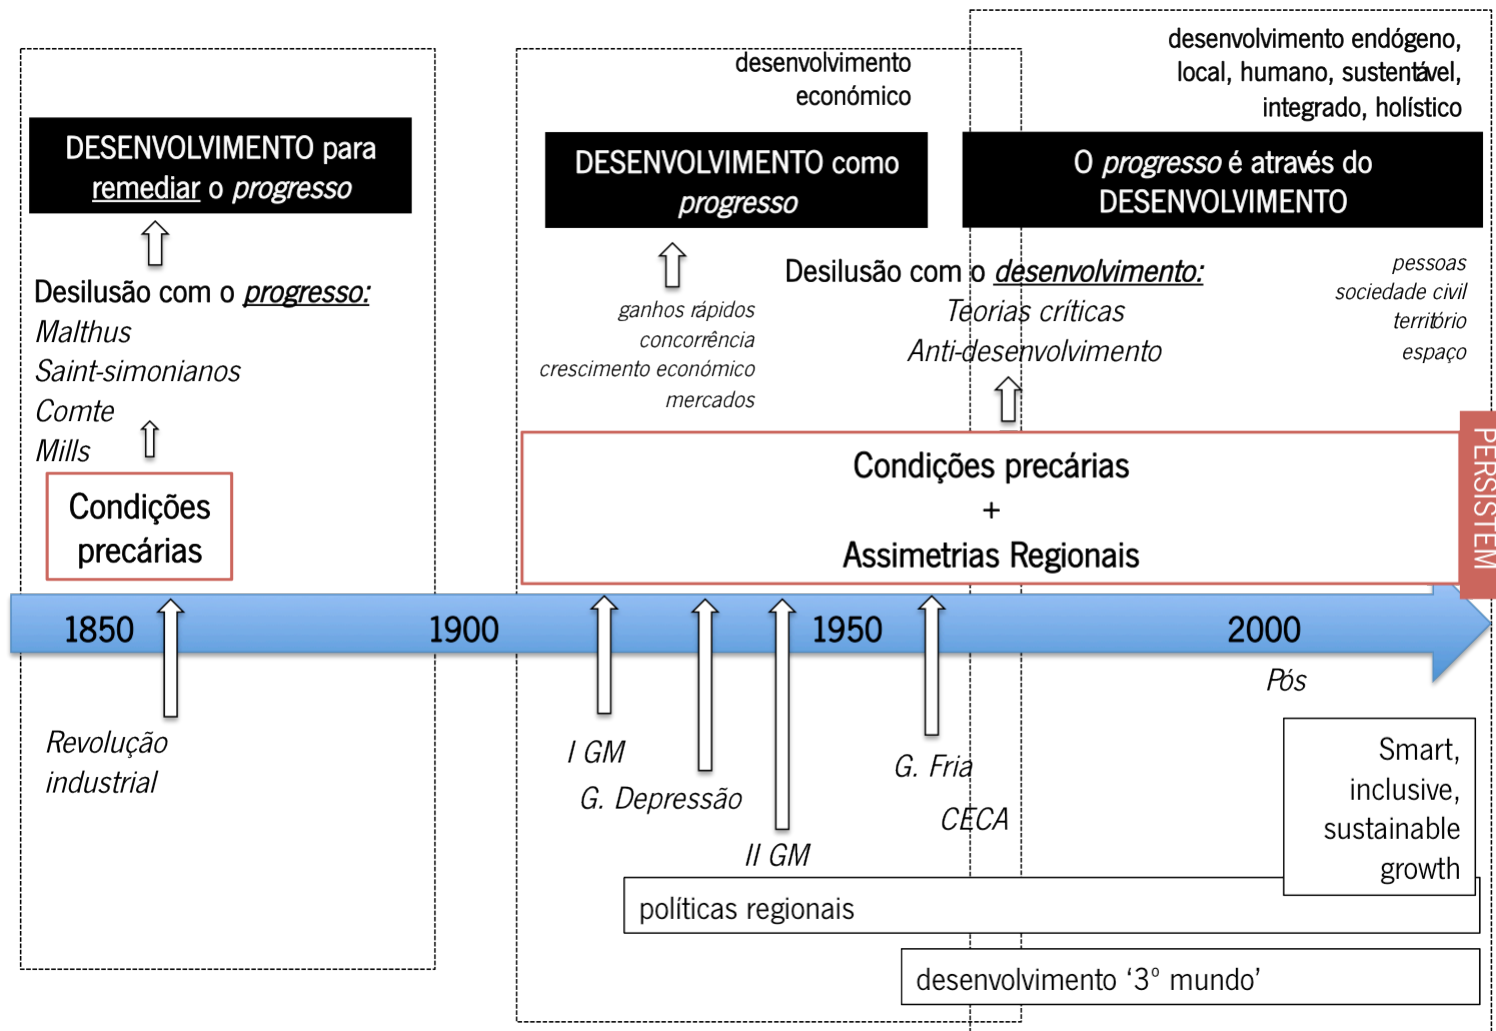 desenvolvimento
económico
desenvolvimento endógeno,
local, humano, sustentável,
integrado, holístico
DESENVOLVIMENTO para
remediar o progresso
DESENVOLVIMENTO como
progresso
O progresso é através do
DESENVOLVIMENTO
Desilusão com o progresso:
Malthus
Saint-simonianos
Comte
Mills
ganhos rápidos
concorrência
crescimento económico
mercados
Desilusão com o desenvolvimento:
Teorias críticas
Anti-desenvolvimento
pessoas
sociedade civil
território
espaço
Condições
precárias
Condições precárias
+
Assimetrias Regionais
PERSISTEM
1850
1900
1950
2000
Pós
Revolução
industrial
I GM
G. Depressão
II GM
G. Fria
CECA
Smart,
inclusive,
sustainable
growth
políticas regionais
desenvolvimento ‘3º mundo’